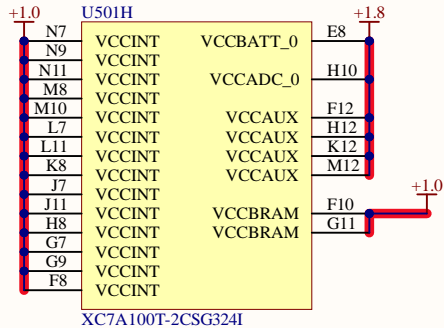 +1.0 U501H +1.8
N7 VCCINT VCCBATT_0 E8
N9 VCCINT
N11 VCCINT VCCADC_0 H10
M8 VCCINT
M10 VCCINT VCCAUX F12
L7 VCCINT VCCAUX H12
L11 VCCINT VCCAUX K12
K8 VCCINT VCCAUX M12
J7 VCCINT
+1.0
J11 VCCINT VCCBRAM F10
H8 VCCINT VCCBRAM G11
G7 VCCINT
G9 VCCINT
F8 VCCINT
XC7A100T-2CSG324I